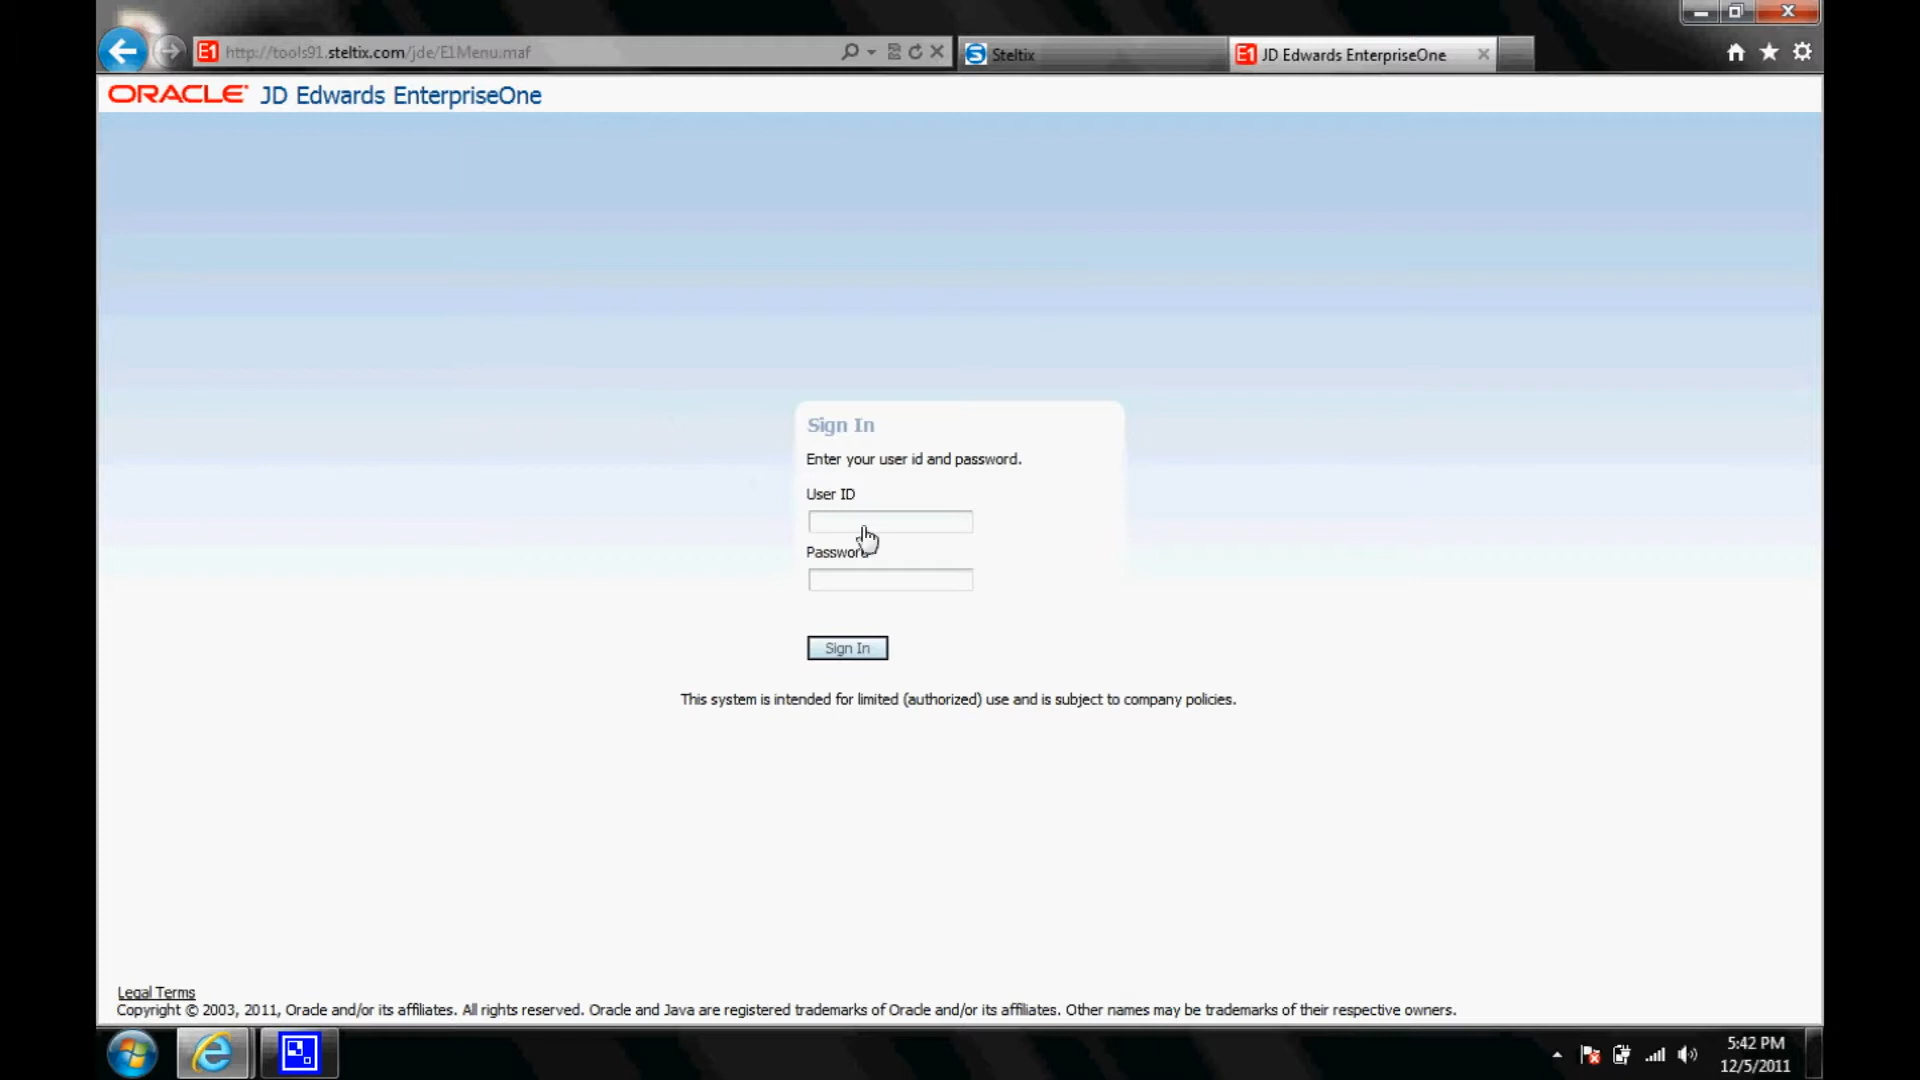 http://tools91.steltix.com/jde/E1Menu.maf
Steltix
E1 JD Edwards EnterpriseOne
ORACLE JD Edwards EnterpriseOne
Sign In
Enter your user id and password.
User ID
Password
Sign In
This system is intended for limited (authorized) use and is subject to company policies.
Legal Terms
Copyright © 2003, 2011, Oracle and/or its affiliates. All rights reserved. Oracle and Java are registered trademarks of Oracle and/or its affiliates. Other names may be trademarks of their respective owners.
5:42 PM
12/5/2011